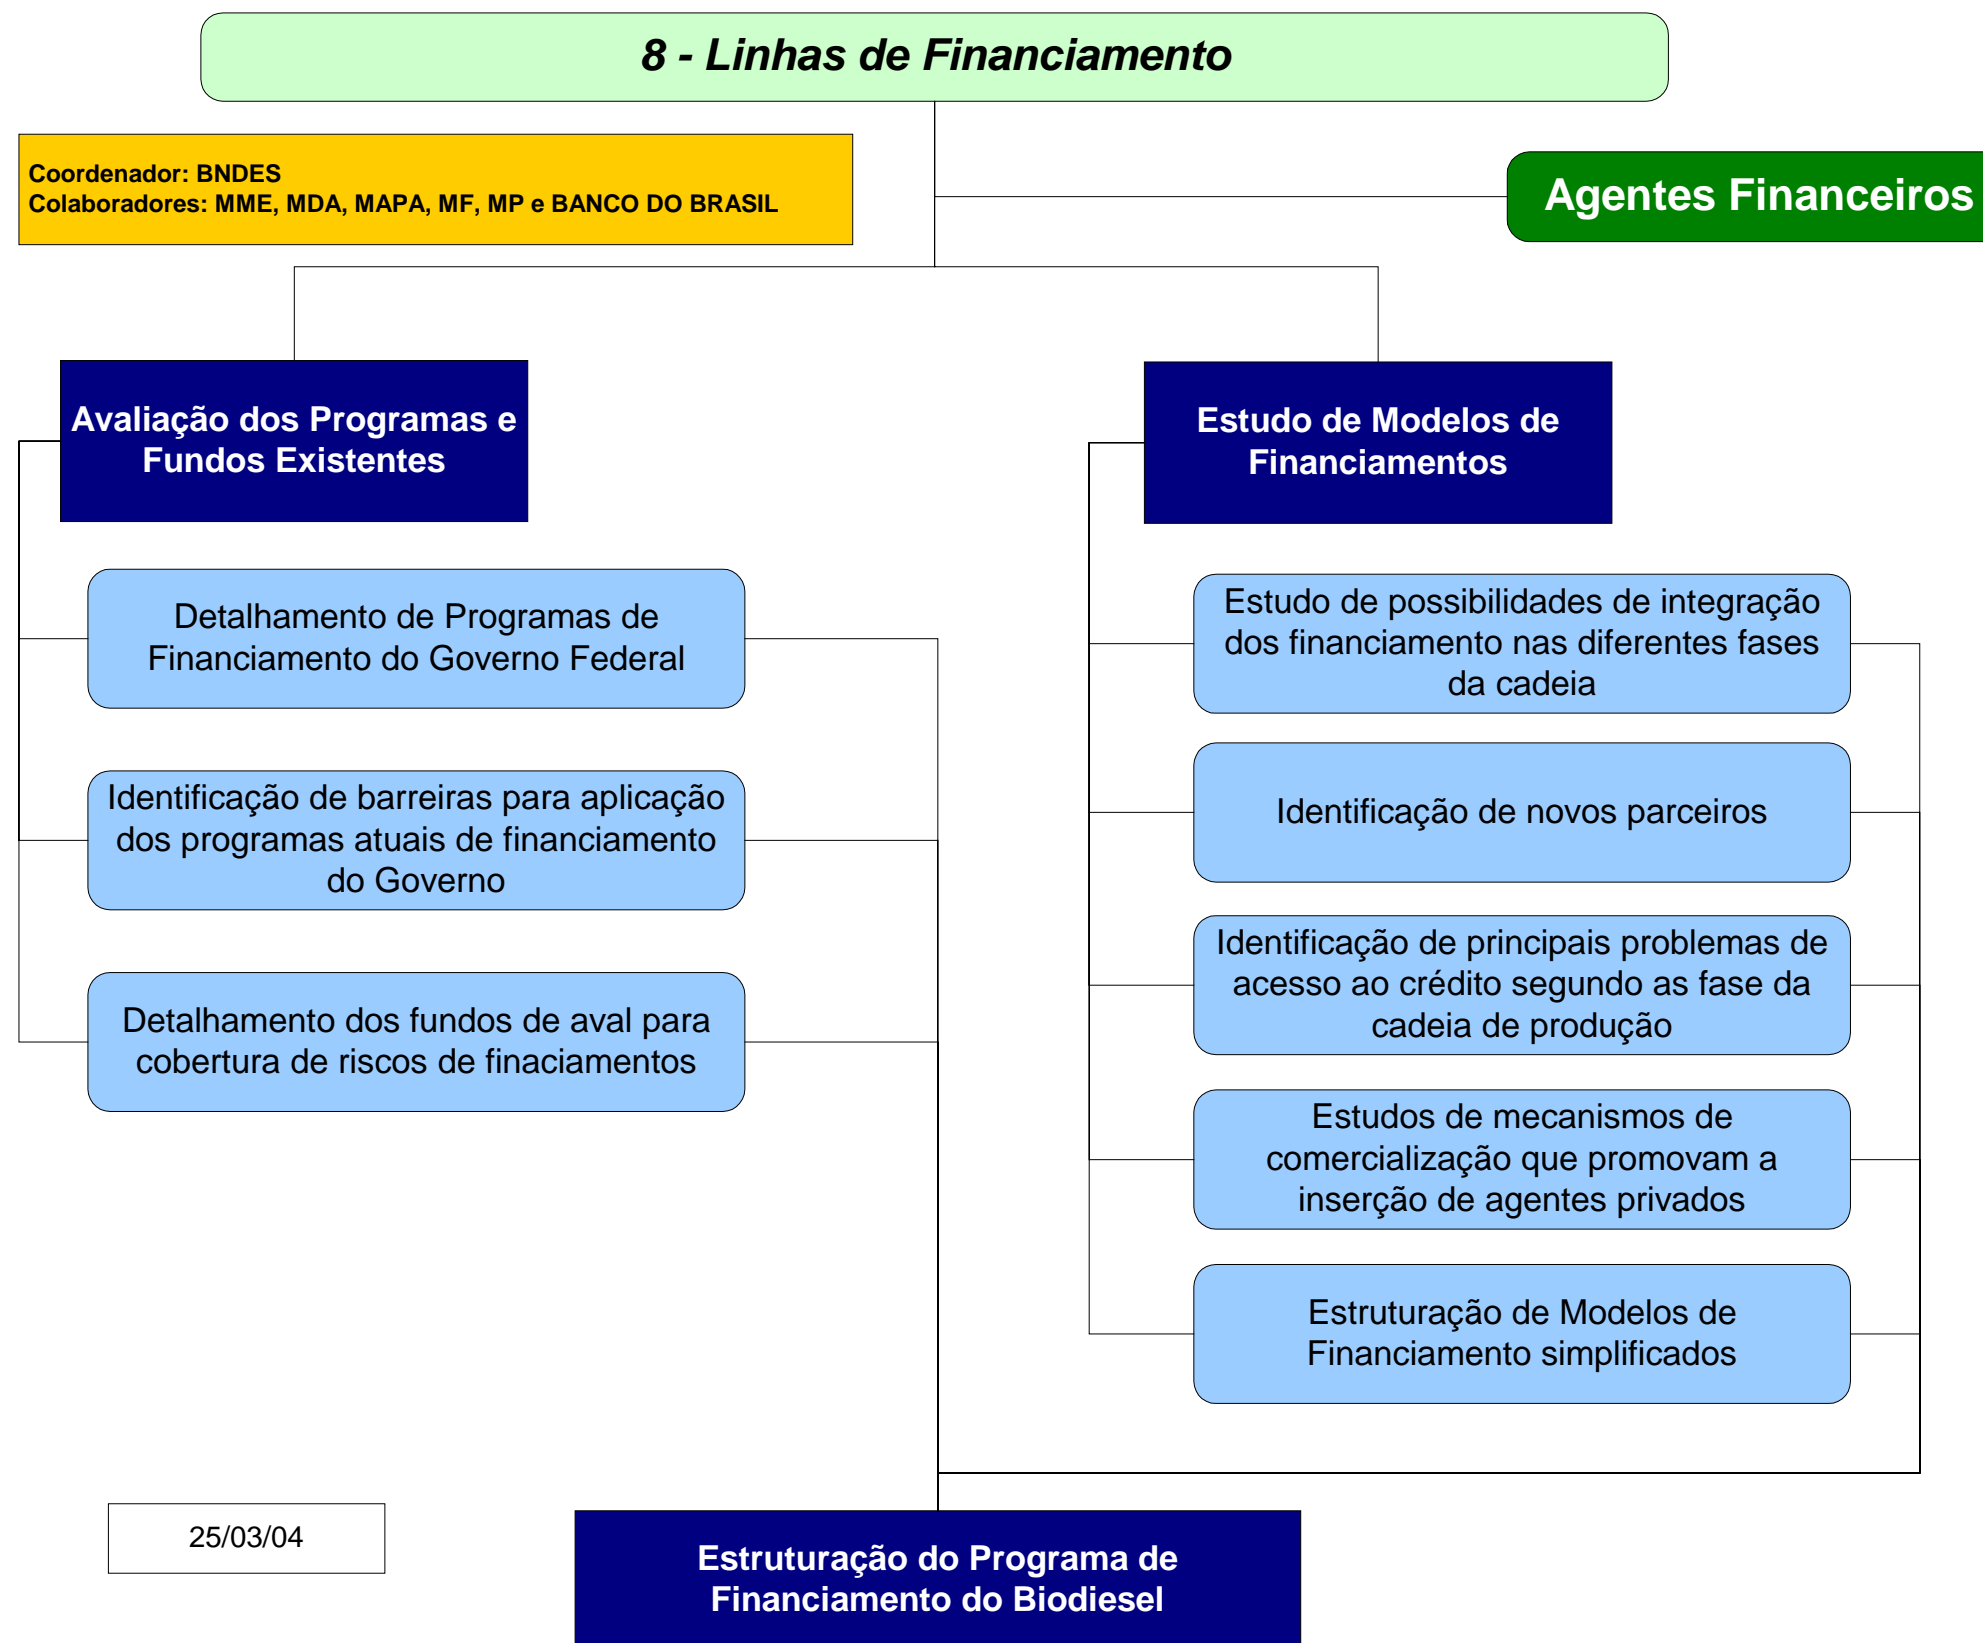 8 - Linhas de Financiamento
Coordenador: BNDES
Colaboradores: MME, MDA, MAPA, MF, MP e BANCO DO BRASIL
Agentes Financeiros
Avaliação dos Programas e
Fundos Existentes
Detalhamento de Programas de
Financiamento do Governo Federal
Identificação de barreiras para aplicação
dos programas atuais de financiamento
do Governo
Detalhamento dos fundos de aval para
cobertura de riscos de finaciamentos
Estudo de Modelos de
Financiamentos
Estudo de possibilidades de integração
dos financiamento nas diferentes fases
da cadeia
Identificação de novos parceiros
Identificação de principais problemas de
acesso ao crédito segundo as fase da
cadeia de produção
Estudos de mecanismos de
comercialização que promovam a
inserção de agentes privados
Estruturação de Modelos de
Financiamento simplificados
25/03/04
Estruturação do Programa de
Financiamento do Biodiesel